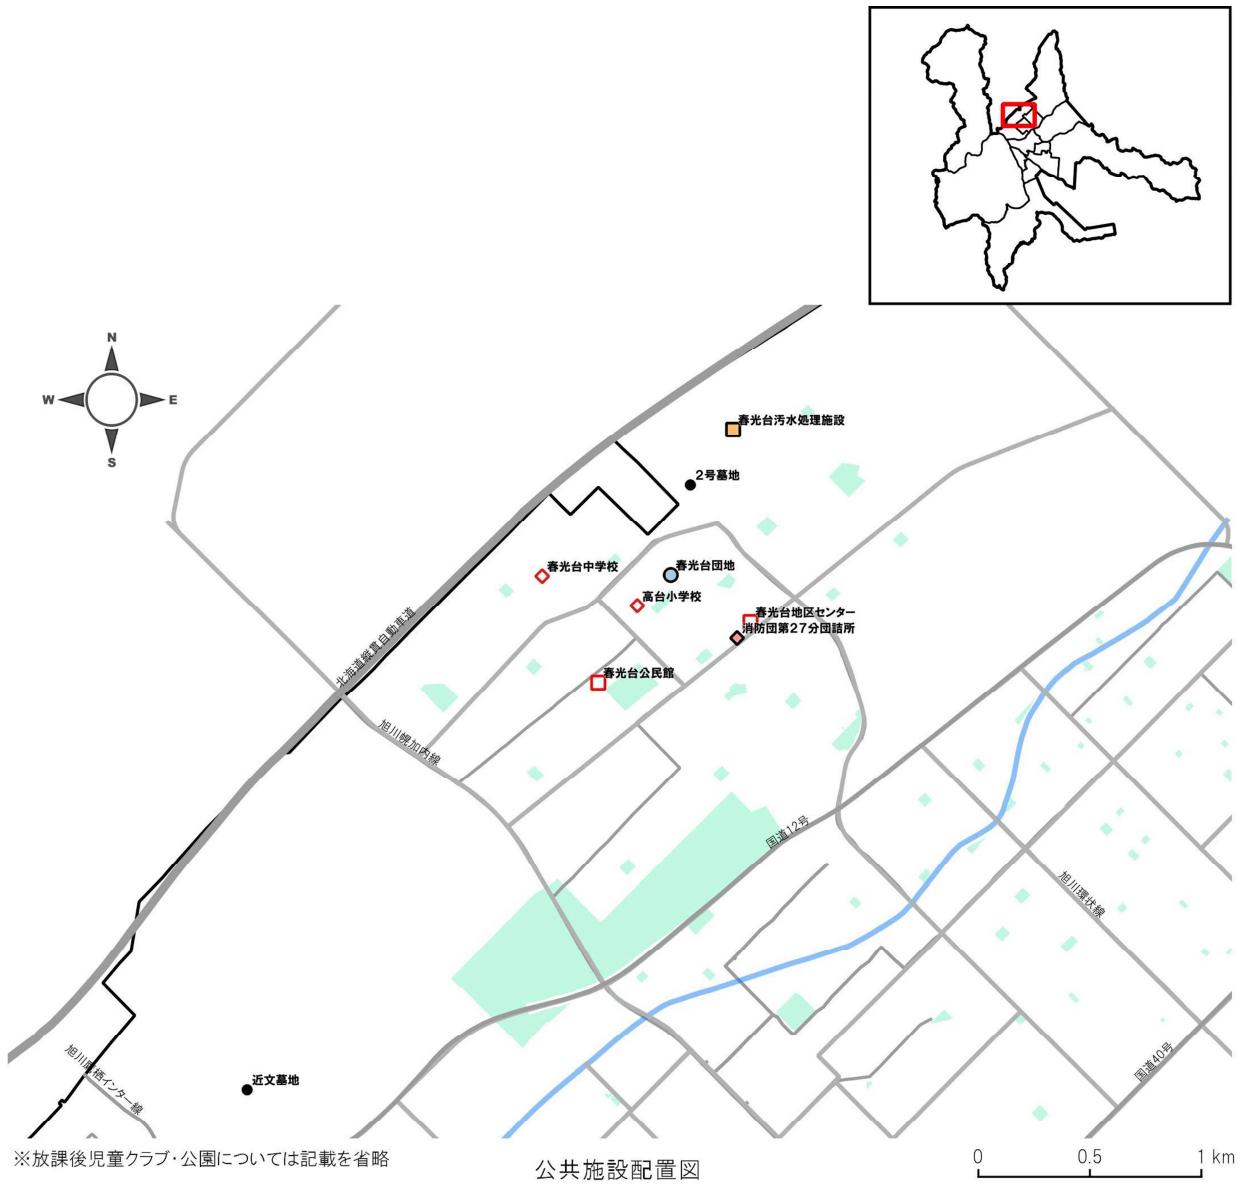 N
W
E
S
春光台汚水処理施設
2号墓地
春光台中学校
春光台団地
高台小学校
春光台地区センター
消防団第27分団詰所
春光台公民館
北海道縦貫自動車道
旭川幌加内線
国道12号
旭川環状線
国道40号
旭川鷹栖インター線
近文墓地
※放課後児童クラブ・公園については記載を省略
公共施設配置図
0 0.5 1 km